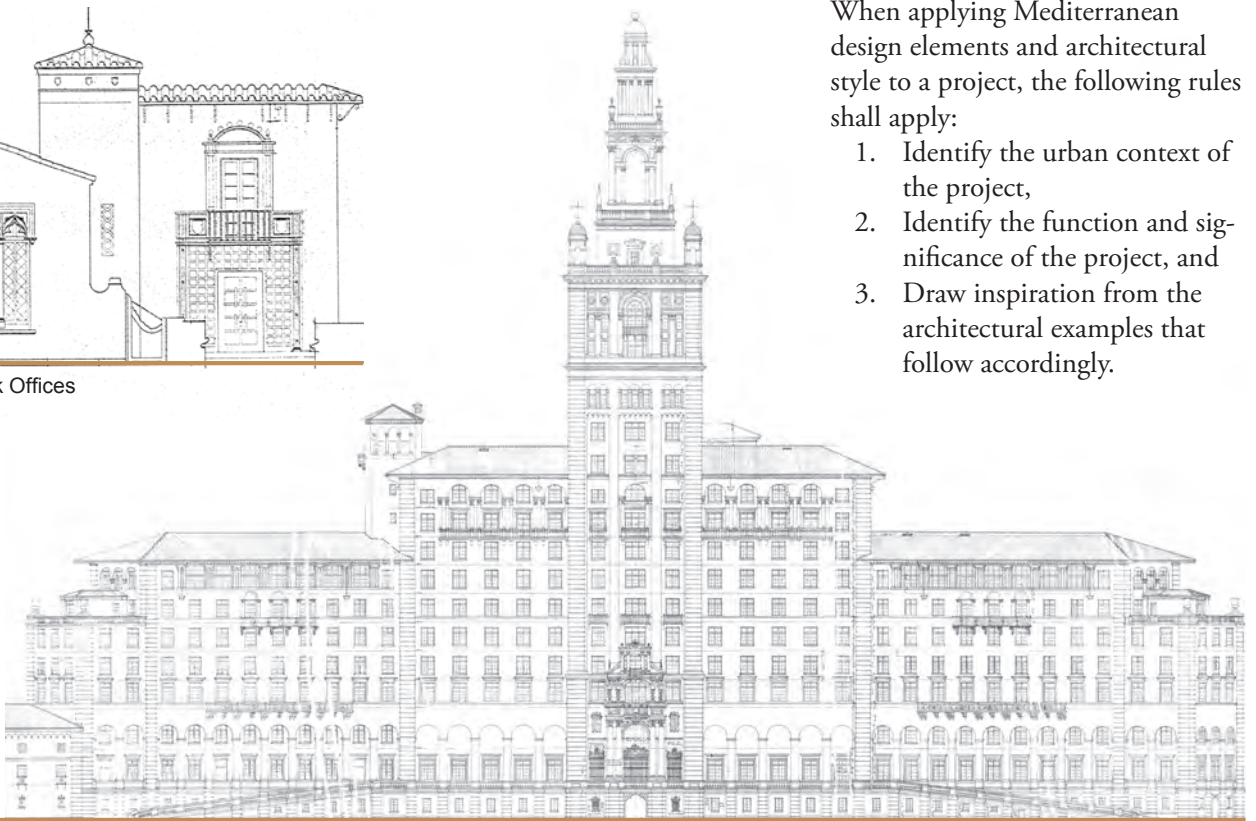 When applying Mediterranean
design elements and architectural
style to a project, the following rules
shall apply:
1. Identify the urban context of
the project,
2. Identify the function and sig-
nificance of the project, and
3. Draw inspiration from the
architectural examples that
follow accordingly.
Offices